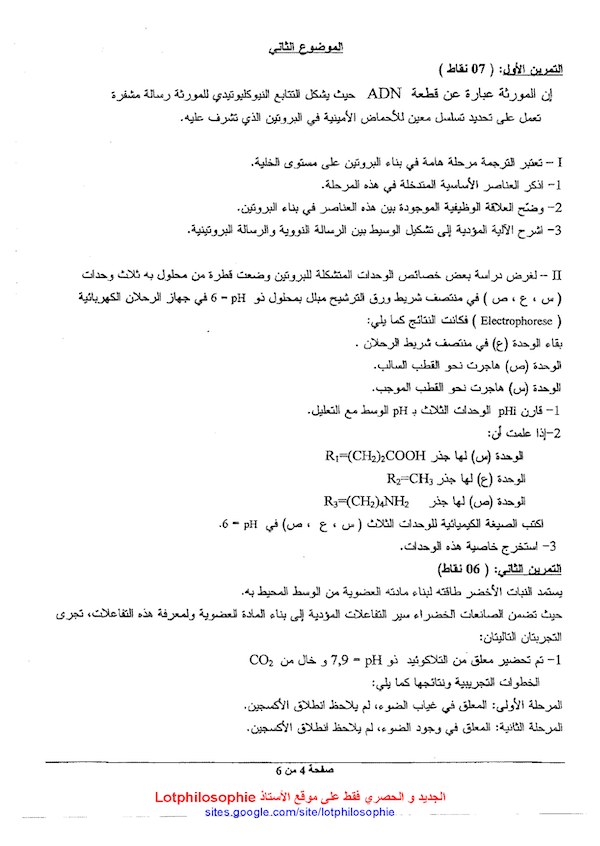 الموضوع الثاني
التمرين الأول: ( 07 نقاط )
إن المورثة عبارة عن قطعة ADN حيث يشكل التتابع النيوكليوتيدي للمورثة رسالة مشفرة
تعمل على تحديد تسلسل معين للأحماض الأمينية في البروتين الذي تشرف عليه.
I – تعتبر الترجمة مرحلة هامة في بناء البروتين على مستوى الخلية.
1- اذكر العناصر الأساسية المتدخلة في هذه المرحلة.
2- وضّح العلاقة الوظيفية الموجودة بين هذه العناصر في بناء البروتين.
3- اشرح الآلية المؤدية إلى تشكيل الوسيط بين الرسالة النووية والرسالة البروتينية.
II – لغرض دراسة بعض خصائص الوحدات المتشكلة للبروتين وضعت قطرة من محلول به ثلاث وحدات
( س ، ع ، ص ) في منتصف شريط ورق الترشيح مبلل بمحلول ذو pH = 6 في جهاز الرحلان الكهربائية
( Electrophorese ) فكانت النتائج كما يلي:
بقاء الوحدة (ع) في منتصف شريط الرحلان .
الوحدة (ص) هاجرت نحو القطب السالب.
الوحدة (س) هاجرت نحو القطب الموجب.
1- قارن pHi الوحدات الثلاث بـ pH الوسط مع التعليل.
2-إذا علمت أن:
الوحدة (س) لها جذر R₁=(CH₂)₂COOH
الوحدة (ع) لها جذر R₂=CH₃
الوحدة (ص) لها جذر R₃=(CH₂)₄NH₂
اكتب الصيغة الكيميائية للوحدات الثلاث ( س ، ع ، ص) في pH = 6.
3- استخرج خاصية هذه الوحدات.
التمرين الثاني: ( 06 نقاط)
يستمد النبات الأخضر طاقته لبناء مادته العضوية من الوسط المحيط به.
حيث تضمن الصانعات الخضراء سير التفاعلات المؤدية إلى بناء المادة العضوية ولمعرفة هذه التفاعلات، تجرى
التجربتان التاليتان:
1- تم تحضير معلق من التلاكوئيد ذو pH = 7,9 و خال من CO₂
الخطوات التجريبية ونتائجها كما يلي:
المرحلة الأولى: المعلق في غياب الضوء، لم يلاحظ انطلاق الأكسجين.
المرحلة الثانية: المعلق في وجود الضوء، لم يلاحظ انطلاق الأكسجين.
صفحة 4 من 6
الجديد و الحصري فقط على موقع الأستاذ Lotphilosophie
sites.google.com/site/lotphilosophie